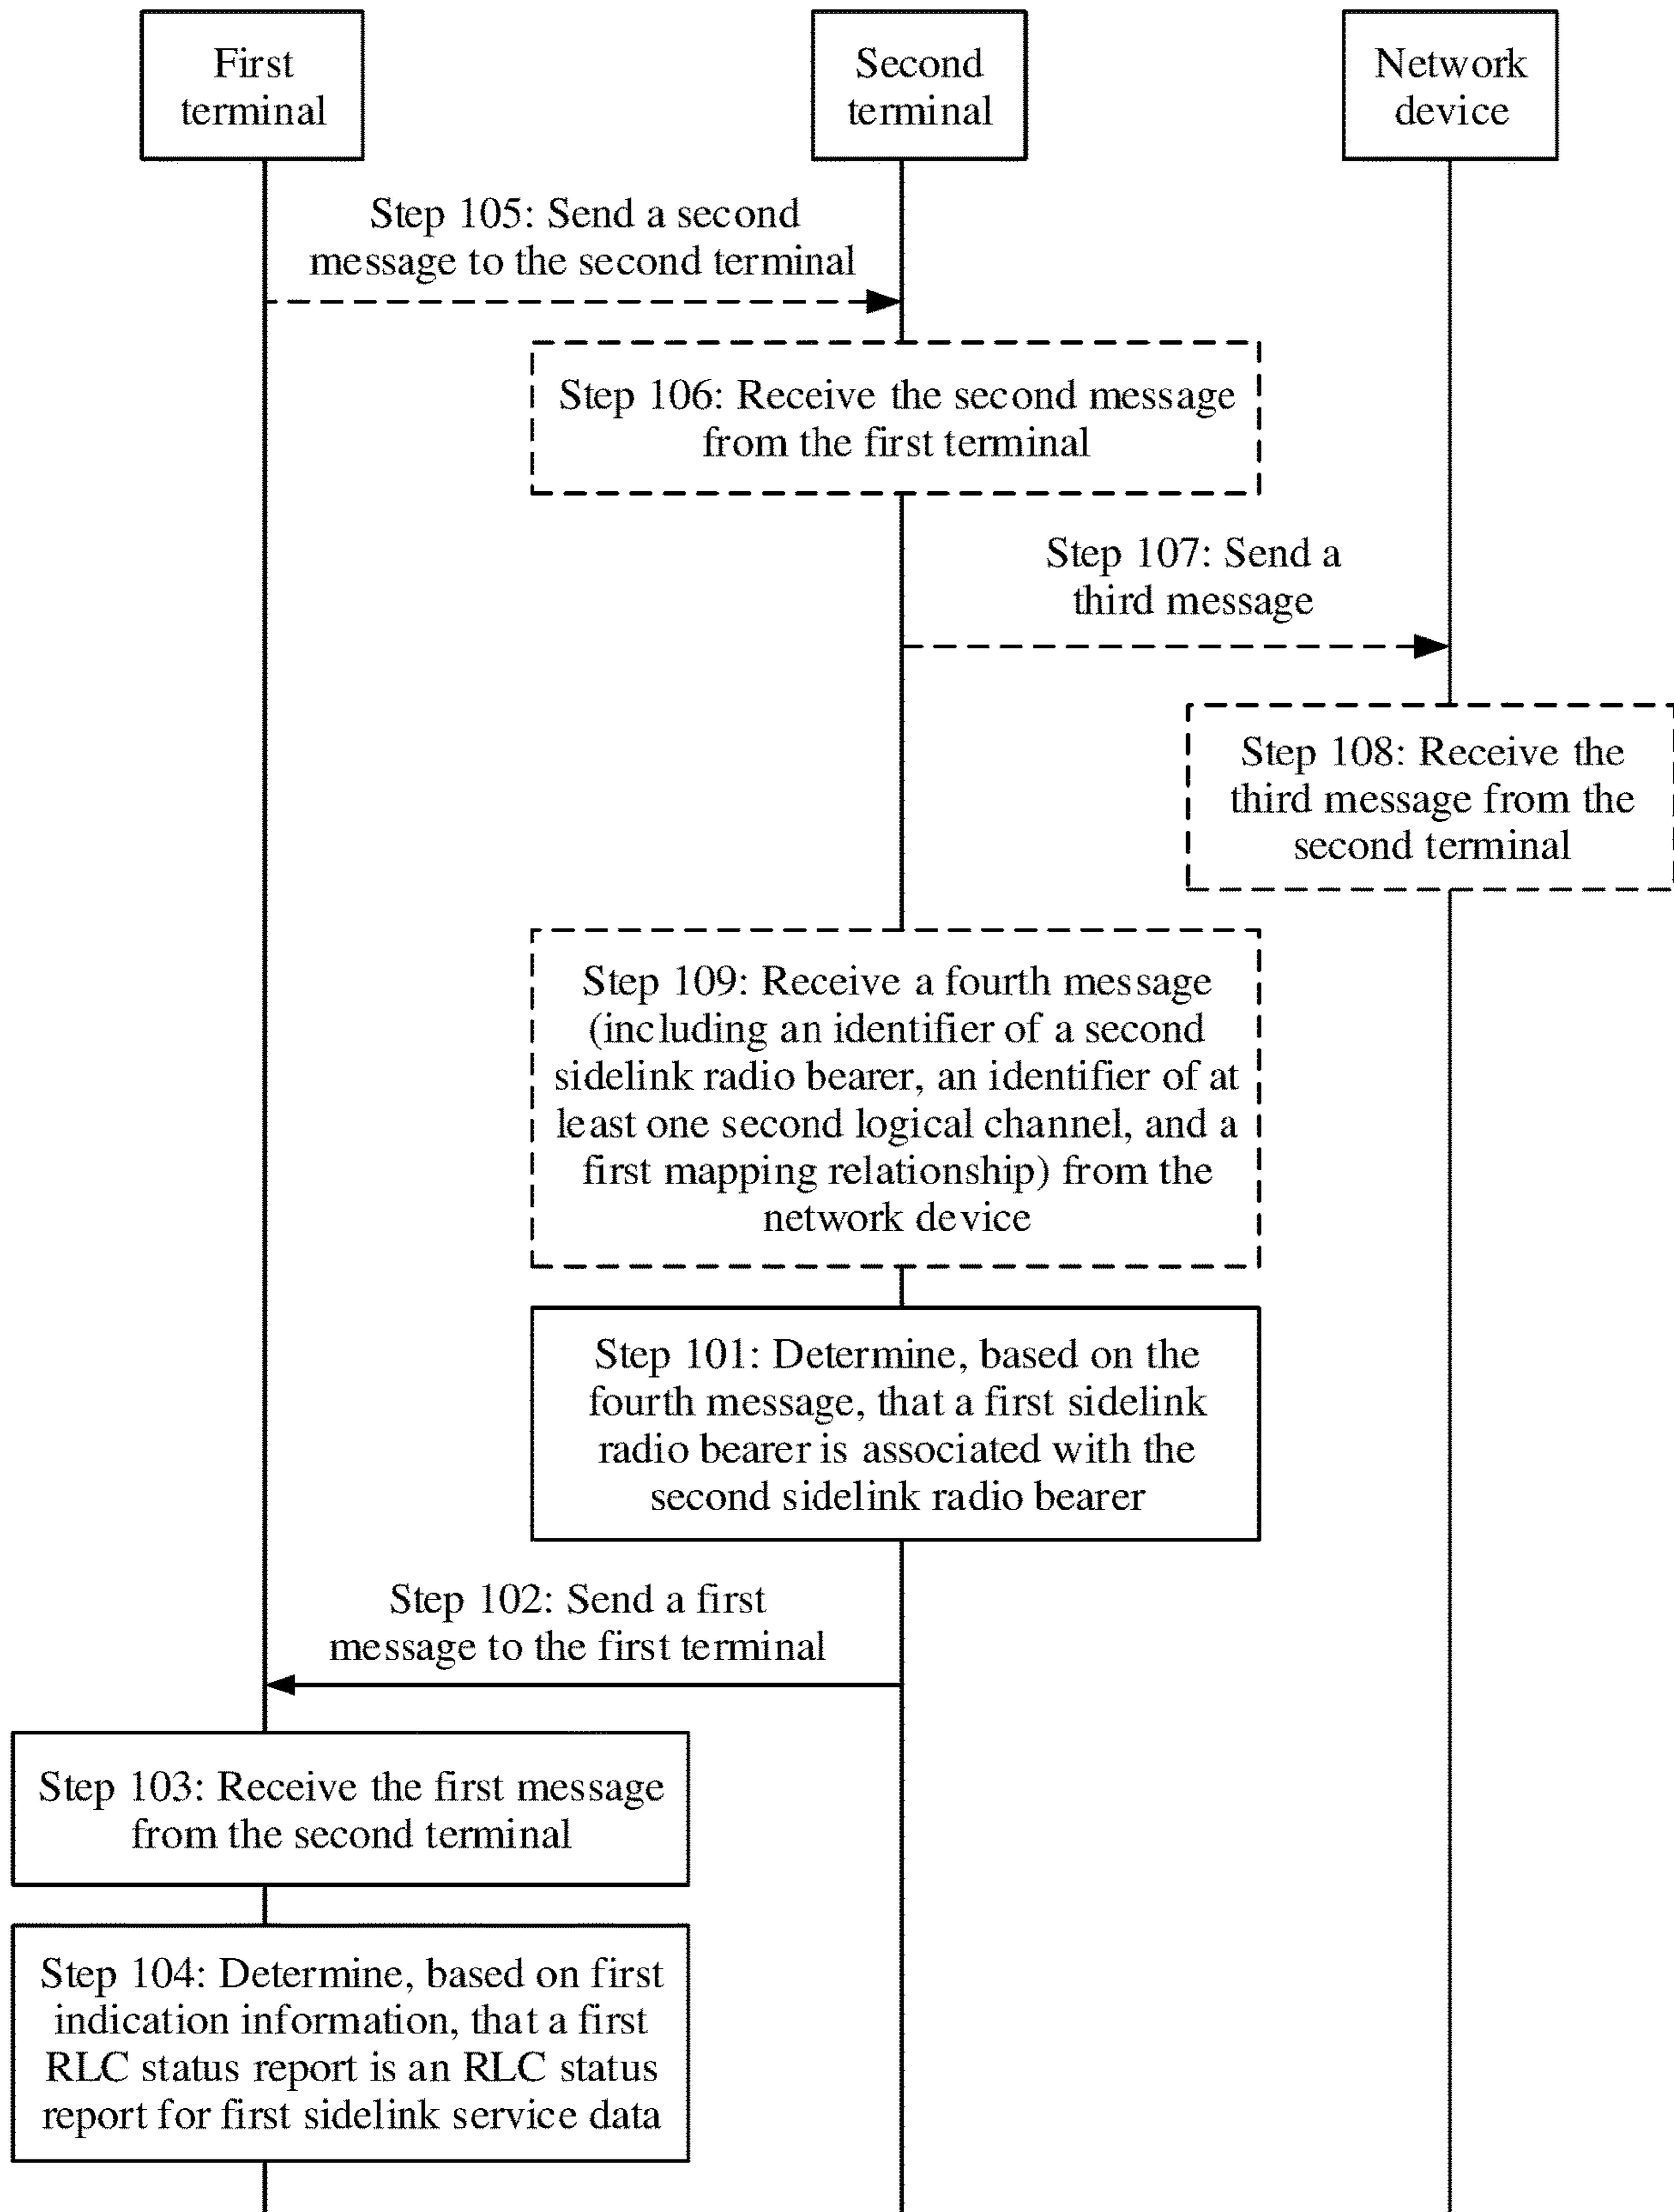 First
terminal
Second
terminal
Network
device
Step 105: Send a second
message to the second terminal
Step 106: Receive the second message
from the first terminal
Step 107: Send a
third message
Step 108: Receive the
third message from the
second terminal
Step 109: Receive a fourth message
(including an identifier of a second
sidelink radio bearer, an identifier of at
least one second logical channel, and a
first mapping relationship) from the
network device
Step 101: Determine, based on the
fourth message, that a first sidelink
radio bearer is associated with the
second sidelink radio bearer
Step 102: Send a first
message to the first terminal
Step 103: Receive the first message
from the second terminal
Step 104: Determine, based on first
indication information, that a first
RLC status report is an RLC status
report for first sidelink service data